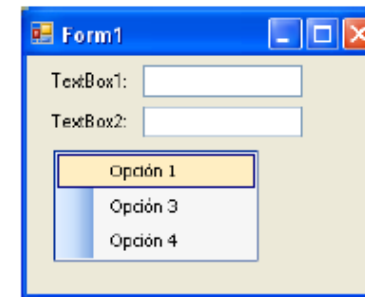 Form1
TextBox1:
TextBox2:
Opción 1
Opción 3
Opción 4